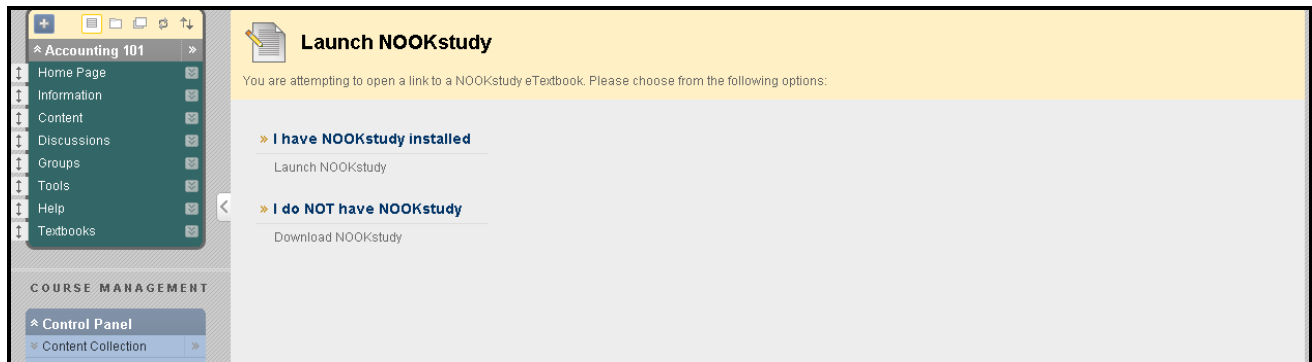 Accounting 101
Home Page
Information
Content
Discussions
Groups
Tools
Help
Textbooks
COURSE MANAGEMENT
Control Panel
Content Collection
Launch NOOKstudy
You are attempting to open a link to a NOOKstudy eTextbook. Please choose from the following options:
» I have NOOKstudy installed
Launch NOOKstudy
» I do NOT have NOOKstudy
Download NOOKstudy